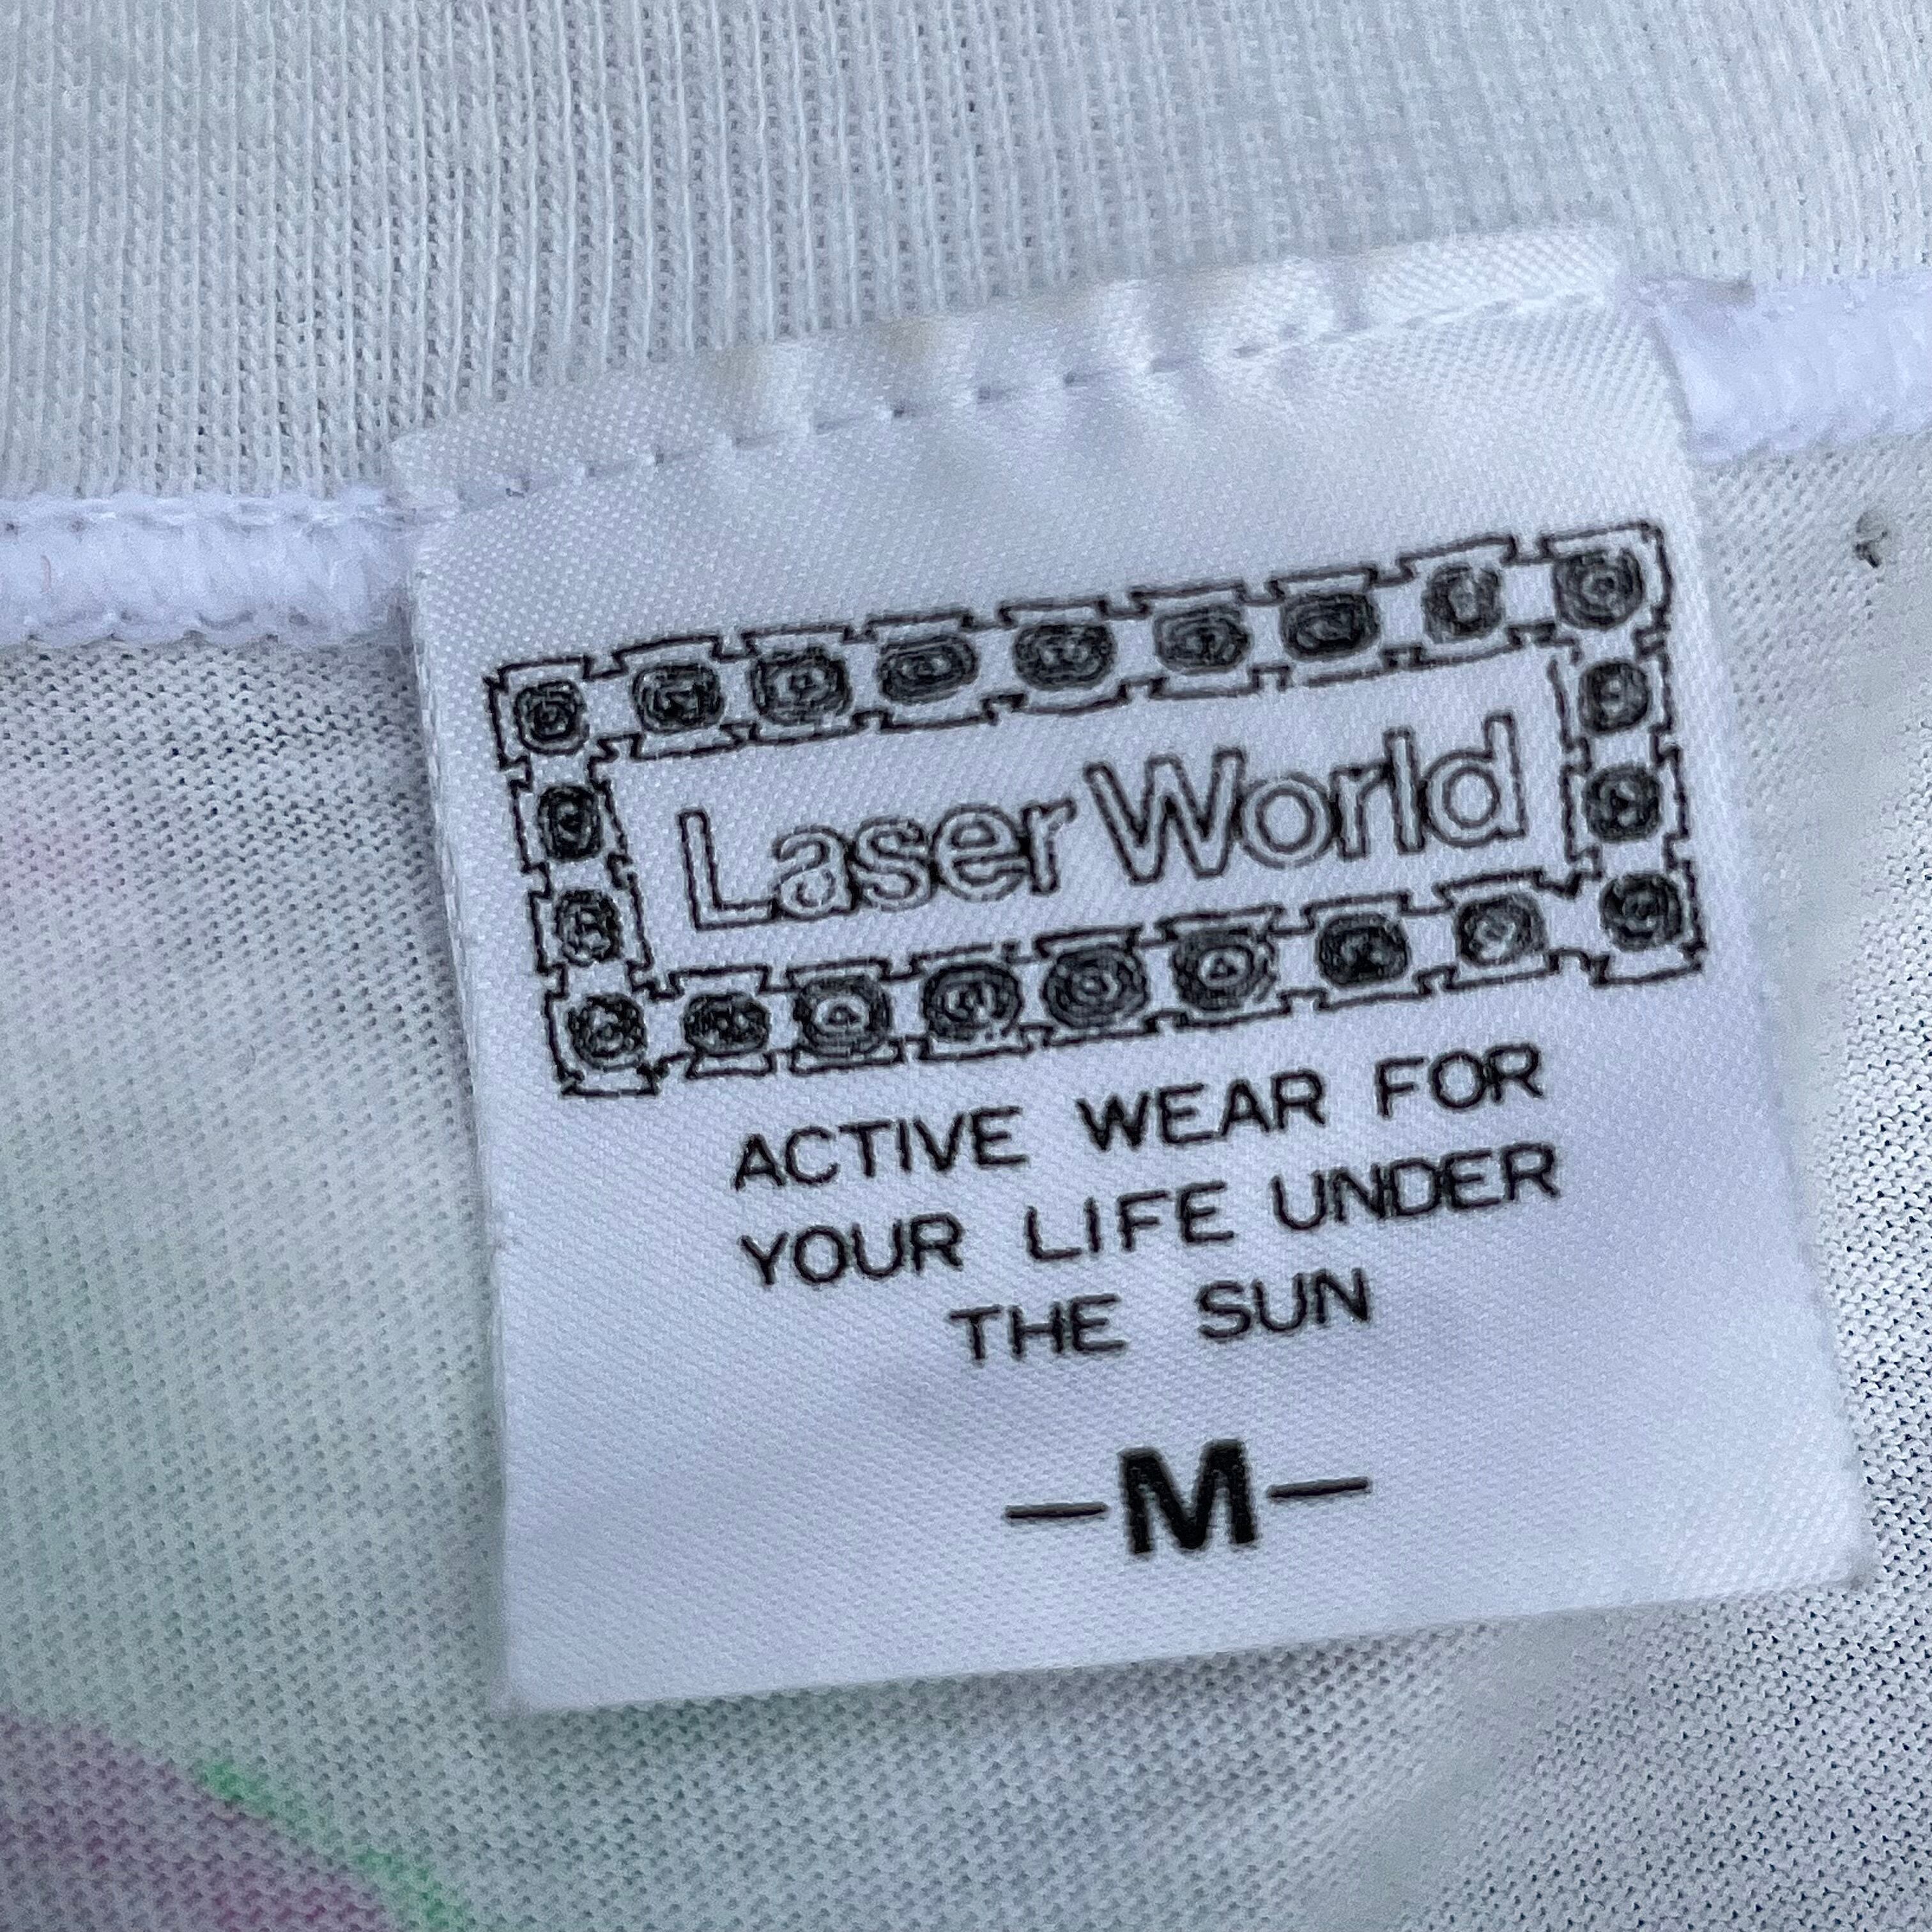 Laser World
ACTIVE WEAR FOR
YOUR LIFE UNDER
THE SUN
-M-